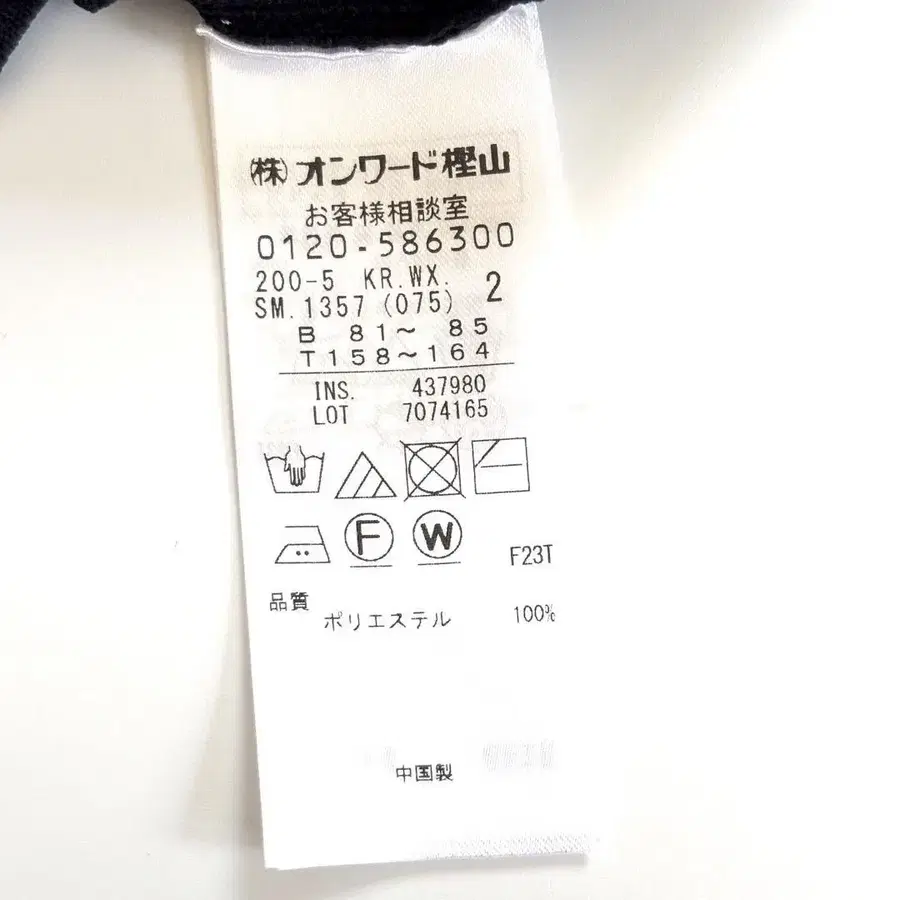 (株)オンワード樫山
お客様相談室
0120-586300
200-5 KR.WX.
SM.1357 (075) 2
B 81～ 85
T158～164
INS. 437980
LOT 7074165
F W
F23T
品質
ポリエステル 100%
中国製